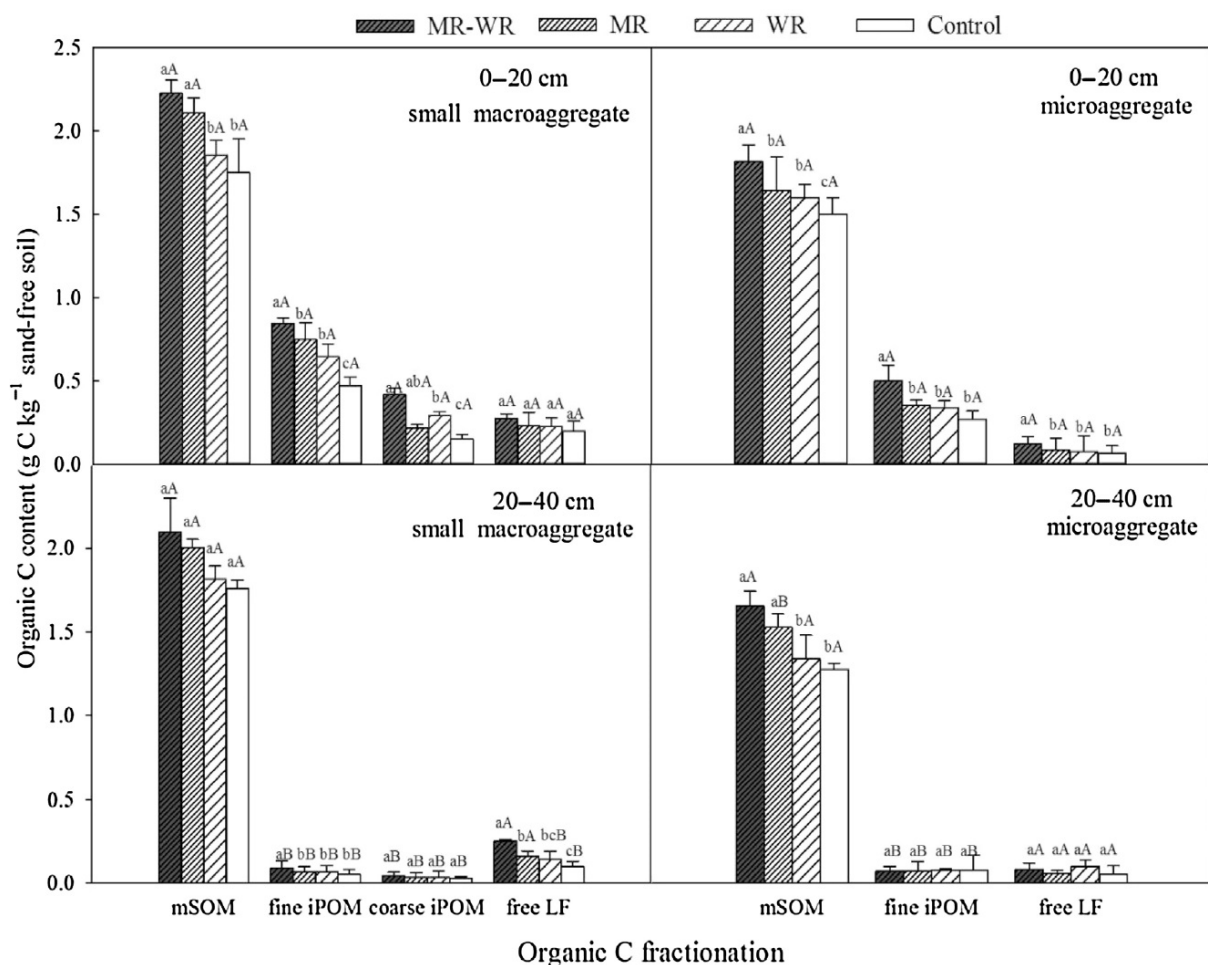 MR-WR MR WR Control
Organic C content (g C kg⁻¹ sand-free soil)
2.5
2.0
1.5
1.0
0.5
0.0
0–20 cm
small macroaggregate
aA aA bA bA
aA bA bA cA
aA abA bA cA
aA aA aA aA
0–20 cm
microaggregate
aA bA bA cA
aA bA bA bA
aA bA bA bA
2.0
1.5
1.0
0.5
0.0
20–40 cm
small macroaggregate
aA aA aA aA
aB bB bB bB
aB aB aB aB
aA bA bcB cB
20–40 cm
microaggregate
aA aB bA bA
aB aB aB aB
aA aA aA aA
mSOM fine iPOM coarse iPOM free LF
mSOM fine iPOM free LF
Organic C fractionation